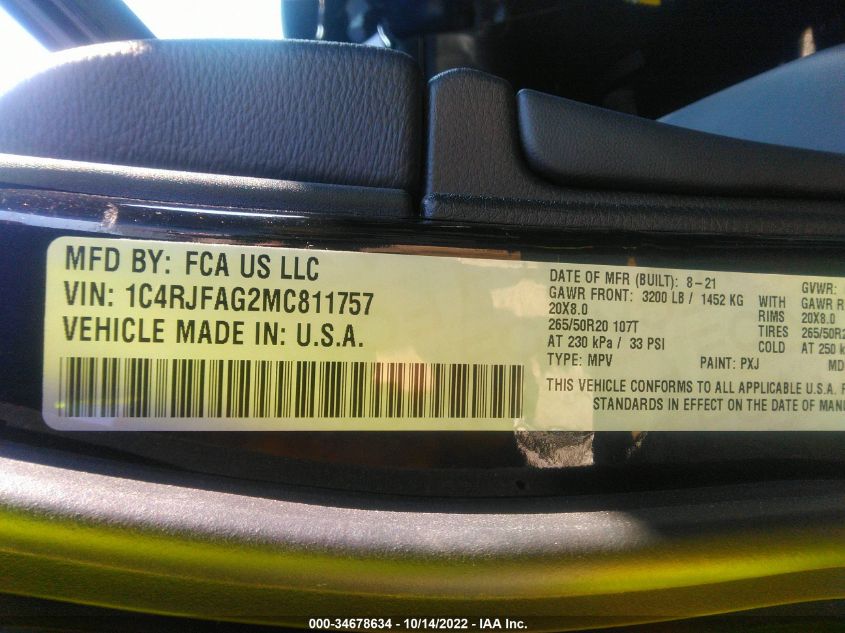 MFD BY: FCA US LLC
VIN: 1C4RJFAG2MC811757
VEHICLE MADE IN: U.S.A.
DATE OF MFR (BUILT): 8-21
GAWR FRONT: 3200 LB / 1452 KG
20X8.0
265/50R20 107T
AT 230 kPa / 33 PSI
TYPE: MPV
PAINT: PXJ
WITH
RIMS
TIRES
COLD
GVWR:
GAWR R
20X8.0
265/50R20
AT 250 k
MD
THIS VEHICLE CONFORMS TO ALL APPLICABLE U.S.A. F
STANDARDS IN EFFECT ON THE DATE OF MANU
000-34678634 - 10/14/2022 - IAA Inc.